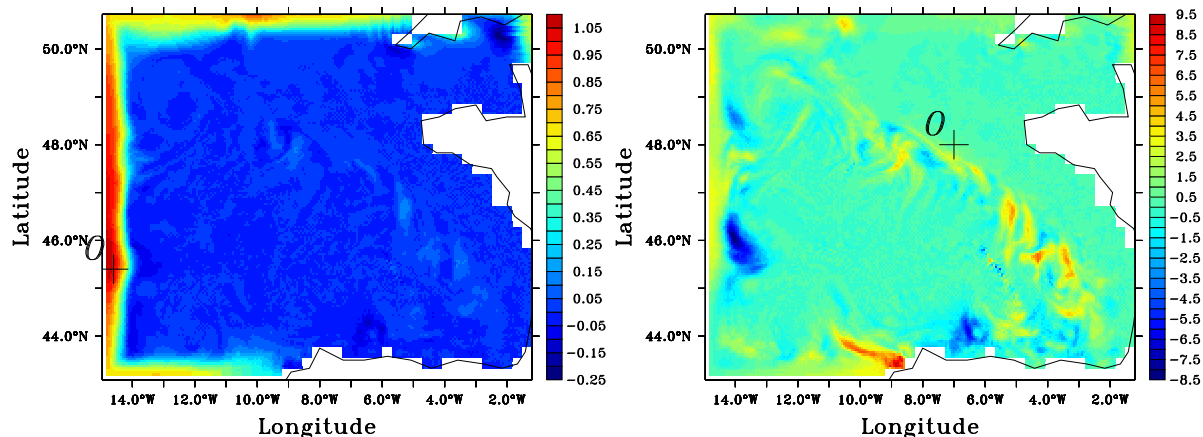 50.0°N
48.0°N
46.0°N
44.0°N
Latitude
0
14.0°W 12.0°W 10.0°W 8.0°W 6.0°W 4.0°W 2.0°W
Longitude
1.05
0.95
0.85
0.75
0.65
0.55
0.45
0.35
0.25
0.15
0.05
−0.05
−0.15
−0.25
50.0°N
48.0°N
46.0°N
44.0°N
Latitude
0
14.0°W 12.0°W 10.0°W 8.0°W 6.0°W 4.0°W 2.0°W
Longitude
9.5
8.5
7.5
6.5
5.5
4.5
3.5
2.5
1.5
0.5
−0.5
−1.5
−2.5
−3.5
−4.5
−5.5
−6.5
−7.5
−8.5